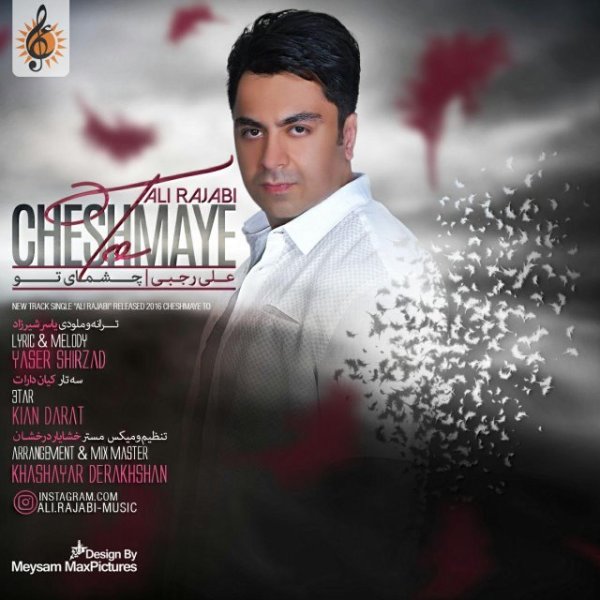 ALI RAJABI
CHESHMAYE
To
علی رجبی | چشمای تو
NEW TRACK SINGLE "ALI RAJABI" RELEASED 2016 CHESHMAYE TO
ترانه و ملودی یاسر شیرزاد
LYRIC & MELODY
YASER SHIRZAD
سه تار کیان دارات
3TAR
KIAN DARAT
تنظیم و میکس مستر خشایار درخشان
ARRANGEMENT & MIX MASTER
KHASHAYAR DERAKHSHAN
INSTAGRAM.COM
ALI.RAJABI-MUSIC
Design By
Meysam MaxPictures